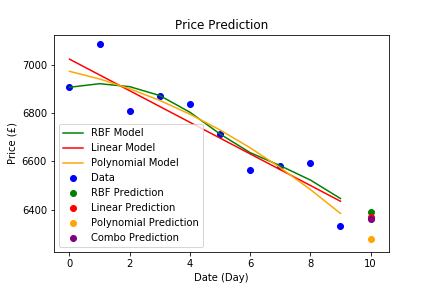 Price Prediction
Price (£)
7000
6800
6600
6400
RBF Model
Linear Model
Polynomial Model
Data
RBF Prediction
Linear Prediction
Polynomial Prediction
Combo Prediction
0 2 4 6 8 10
Date (Day)